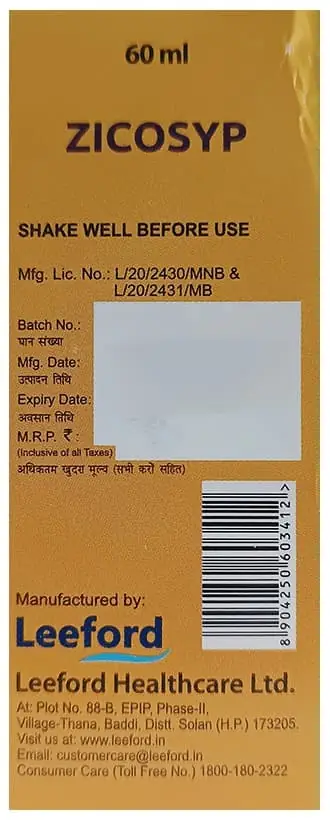 60 ml
ZICOSYP
SHAKE WELL BEFORE USE
Mfg. Lic. No.: L/20/2430/MNB &
L/20/2431/MB
Batch No.:
घान संख्या
Mfg. Date:
उत्पादन तिथि
Expiry Date:
अवसान तिथि
M.R.P. ₹ :
(Inclusive of all Taxes)
अधिकतम खुदरा मूल्य (सभी करों सहित)
8 904250 603412 >
Manufactured by:
Leeford
Leeford Healthcare Ltd.
At: Plot No. 88-B, EPIP, Phase-II,
Village-Thana, Baddi, Distt. Solan (H.P.) 173205.
Visit us at: www.leeford.in
Email: customercare@leeford.in
Consumer Care (Toll Free No.) 1800-180-2322